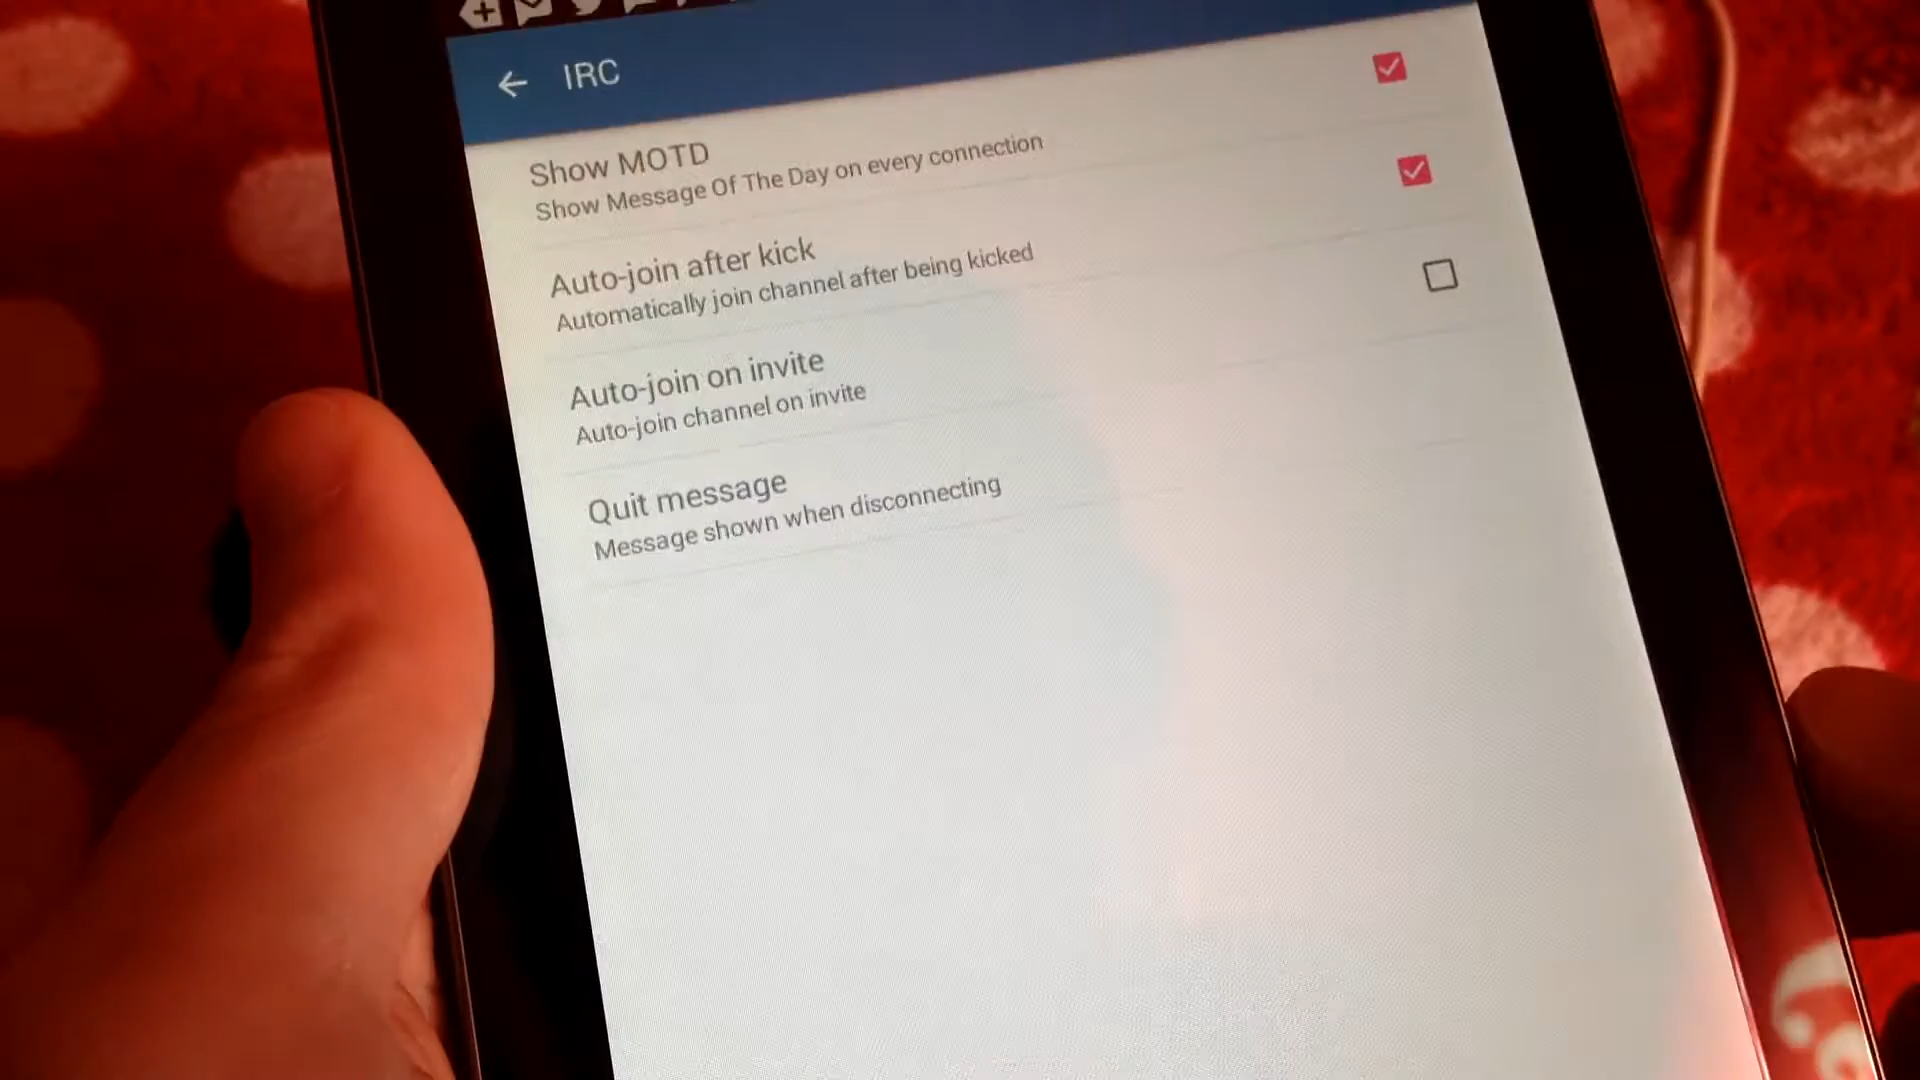 IRC
Show MOTD
Show Message Of The Day on every connection
Auto-join after kick
Automatically join channel after being kicked
Auto-join on invite
Auto-join channel on invite
Quit message
Message shown when disconnecting